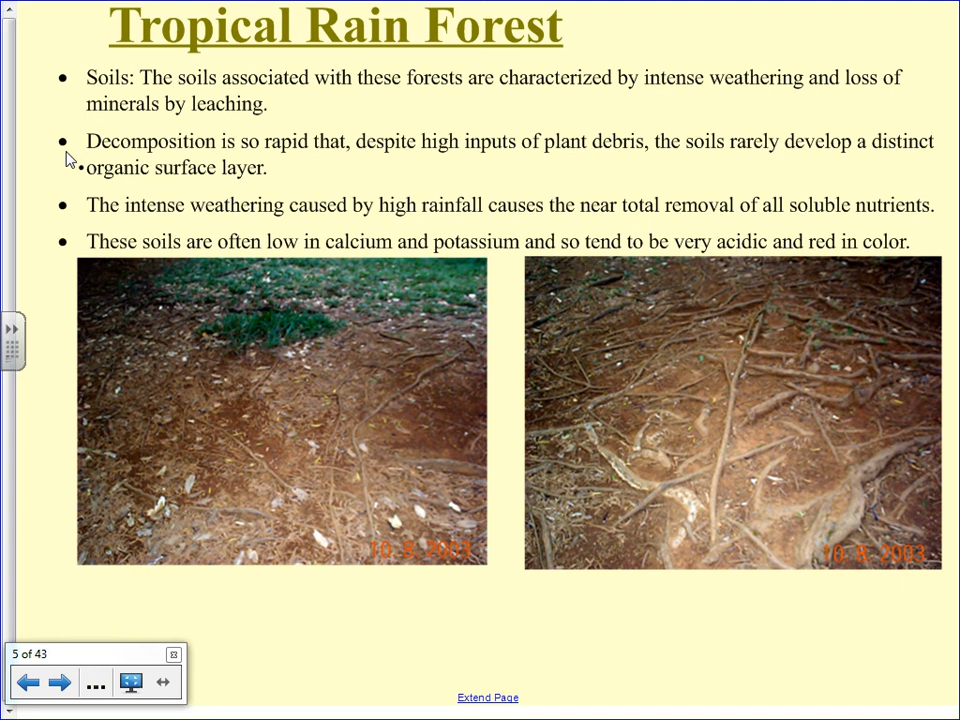 Tropical Rain Forest
• Soils: The soils associated with these forests are characterized by intense weathering and loss of
minerals by leaching.
• Decomposition is so rapid that, despite high inputs of plant debris, the soils rarely develop a distinct
organic surface layer.
• The intense weathering caused by high rainfall causes the near total removal of all soluble nutrients.
• These soils are often low in calcium and potassium and so tend to be very acidic and red in color.
10. 8. 2003
10. 8. 2003
5 of 43
...
Extend Page